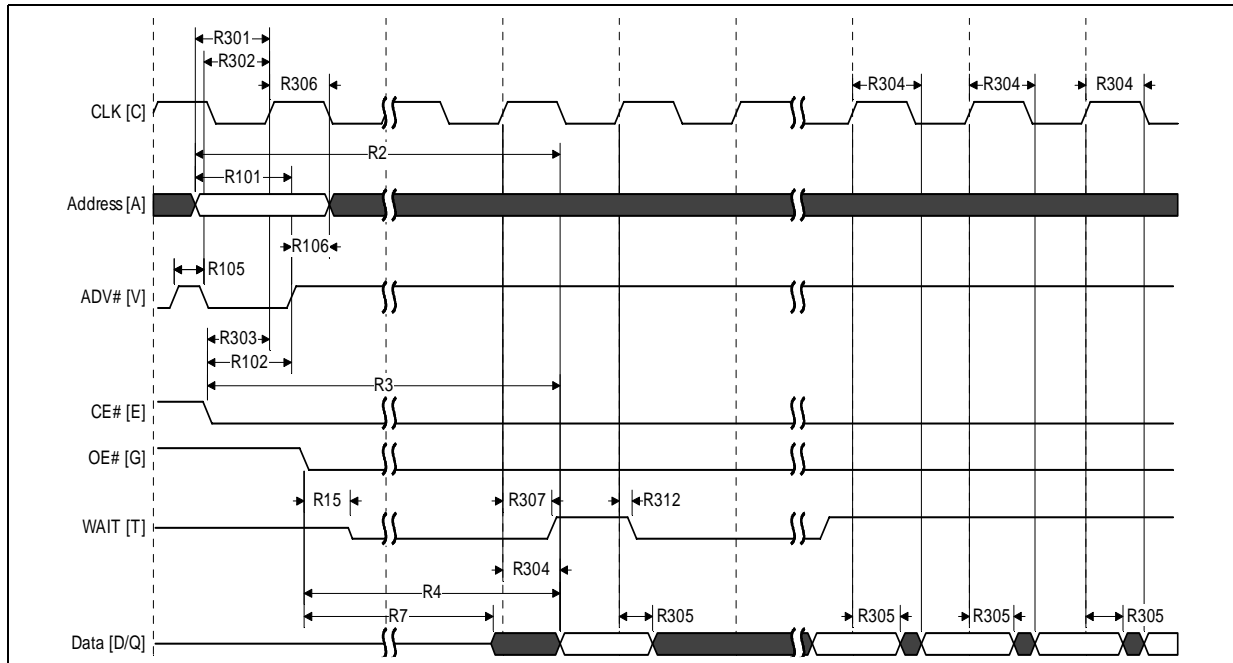 R301
R302
R306
R304
R304
R304
CLK [C]
R2
R101
Address [A]
R106
R105
ADV# [V]
R303
R102
R3
CE# [E]
OE# [G]
R15
R307
R312
WAIT [T]
R304
R4
R7
R305
R305
R305
R305
Data [D/Q]